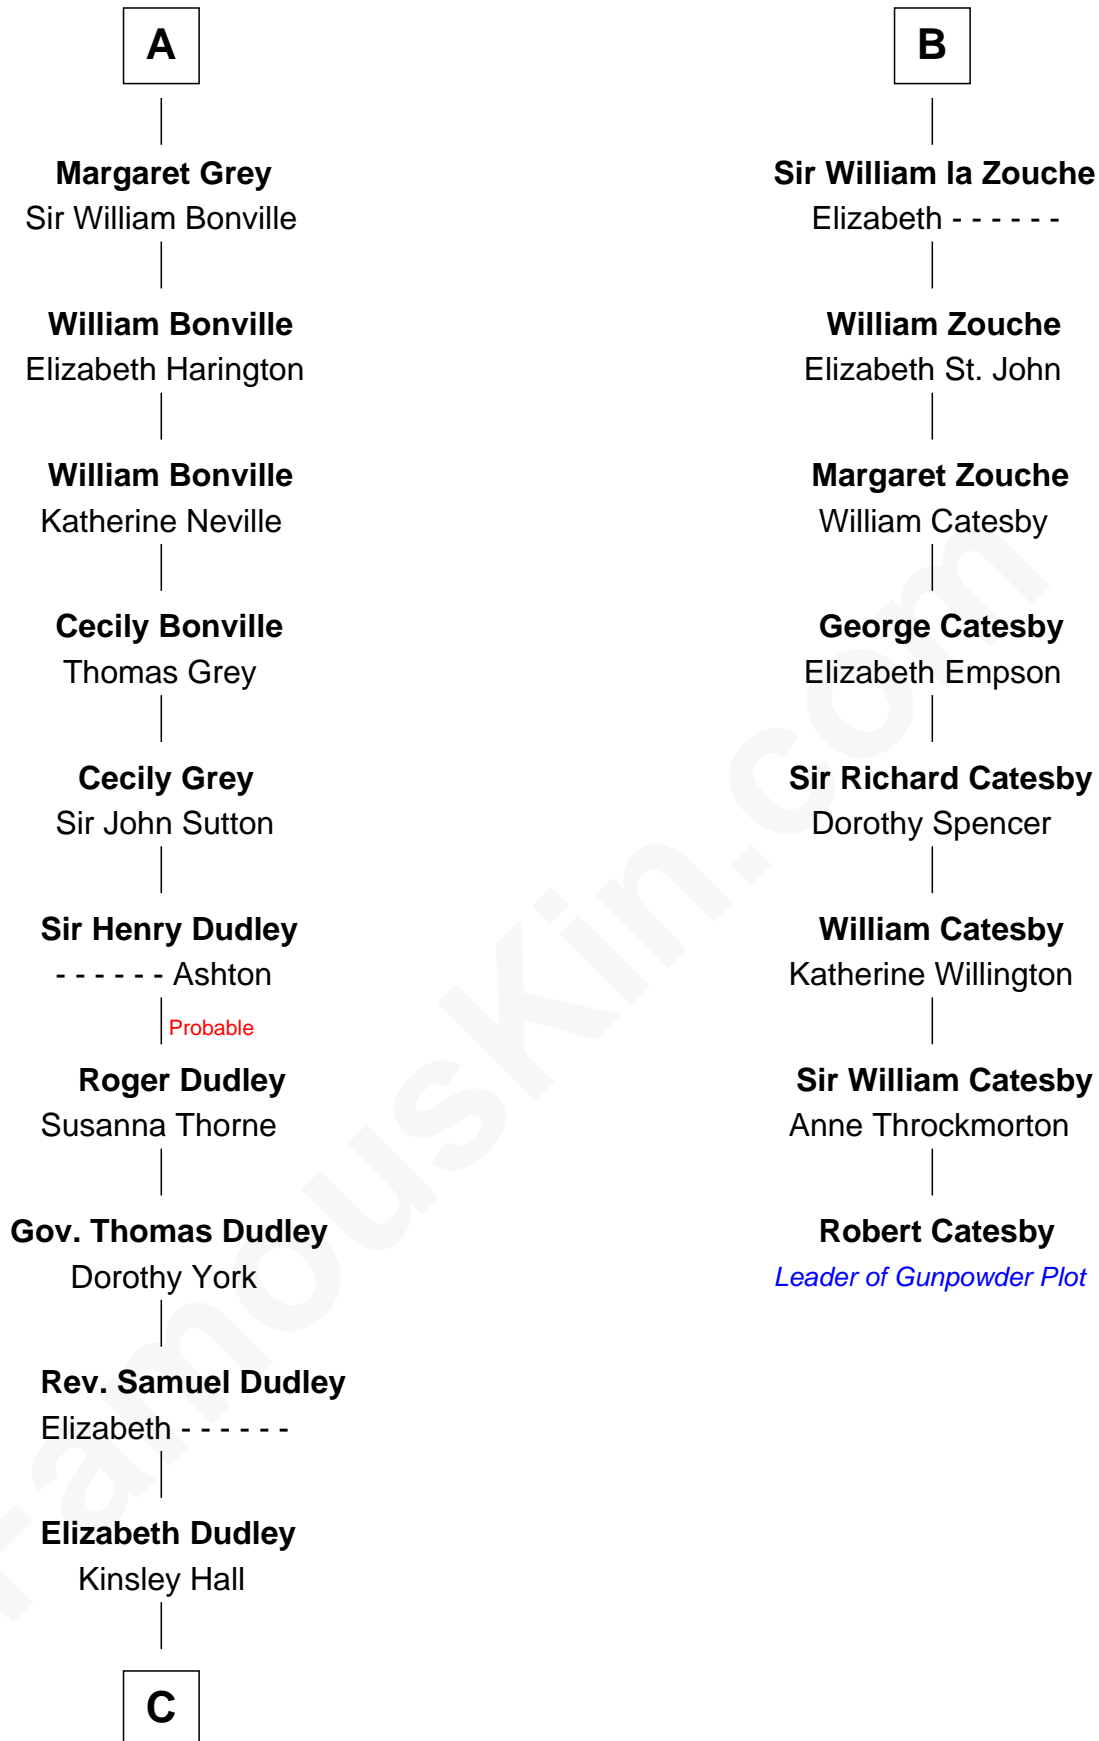 A
Margaret Grey
Sir William Bonville
William Bonville
Elizabeth Harington
William Bonville
Katherine Neville
Cecily Bonville
Thomas Grey
Cecily Grey
Sir John Sutton
Sir Henry Dudley
- - - - - - Ashton
Probable
Roger Dudley
Susanna Thorne
Gov. Thomas Dudley
Dorothy York
Rev. Samuel Dudley
Elizabeth - - - - - -
Elizabeth Dudley
Kinsley Hall
C
B
Sir William la Zouche
Elizabeth - - - - - -
William Zouche
Elizabeth St. John
Margaret Zouche
William Catesby
George Catesby
Elizabeth Empson
Sir Richard Catesby
Dorothy Spencer
William Catesby
Katherine Willington
Sir William Catesby
Anne Throckmorton
Robert Catesby
Leader of Gunpowder Plot
FamousKin.com